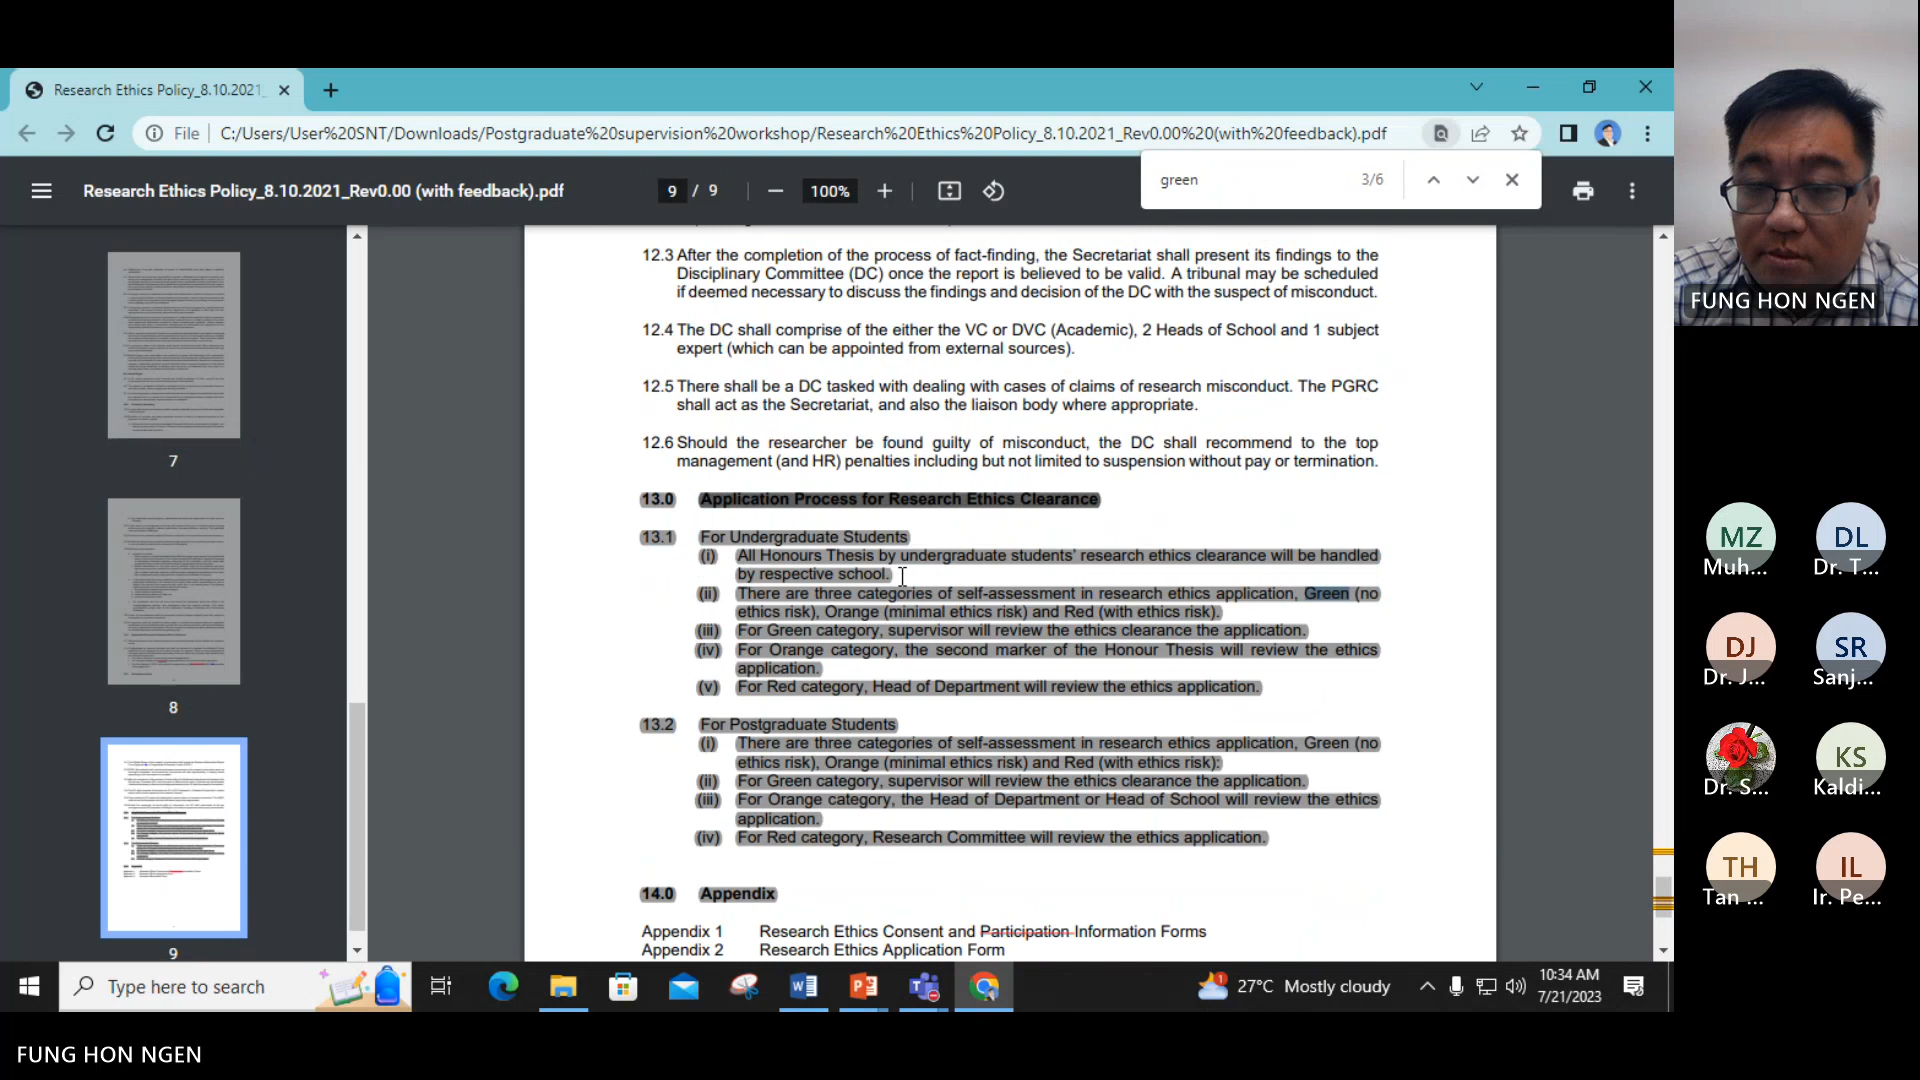 Research Ethics Policy_8.10.2021_
File
C:/Users/User%20SNT/Downloads/Postgraduate%20supervision%20workshop/Research%20Ethics%20Policy_8.10.2021_Rev0.00%20(with%20feedback).pdf
Research Ethics Policy_8.10.2021_Rev0.00 (with feedback).pdf
9 / 9
100%
green
3/6
7
8
9
12.3 After the completion of the process of fact-finding, the Secretariat shall present its findings to the
Disciplinary Committee (DC) once the report is believed to be valid. A tribunal may be scheduled
if deemed necessary to discuss the findings and decision of the DC with the suspect of misconduct.
12.4 The DC shall comprise of the either the VC or DVC (Academic), 2 Heads of School and 1 subject
expert (which can be appointed from external sources).
12.5 There shall be a DC tasked with dealing with cases of claims of research misconduct. The PGRC
shall act as the Secretariat, and also the liaison body where appropriate.
12.6 Should the researcher be found guilty of misconduct, the DC shall recommend to the top
management (and HR) penalties including but not limited to suspension without pay or termination.
13.0 Application Process for Research Ethics Clearance
13.1 For Undergraduate Students
(i) All Honours Thesis by undergraduate students' research ethics clearance will be handled
by respective school.
(ii) There are three categories of self-assessment in research ethics application, Green (no
ethics risk), Orange (minimal ethics risk) and Red (with ethics risk).
(iii) For Green category, supervisor will review the ethics clearance the application.
(iv) For Orange category, the second marker of the Honour Thesis will review the ethics
application.
(v) For Red category, Head of Department will review the ethics application.
13.2 For Postgraduate Students
(i) There are three categories of self-assessment in research ethics application, Green (no
ethics risk), Orange (minimal ethics risk) and Red (with ethics risk):
(ii) For Green category, supervisor will review the ethics clearance the application.
(iii) For Orange category, the Head of Department or Head of School will review the ethics
application.
(iv) For Red category, Research Committee will review the ethics application.
14.0 Appendix
Appendix 1 Research Ethics Consent and Participation Information Forms
Appendix 2 Research Ethics Application Form
FUNG HON NGEN
MZ
Muh...
DL
Dr. T...
DJ
Dr. J...
SR
Sanj...
Dr. S...
KS
Kaldi...
TH
Tan ...
IL
Ir. Pe...
Type here to search
27°C Mostly cloudy
10:34 AM
7/21/2023
FUNG HON NGEN